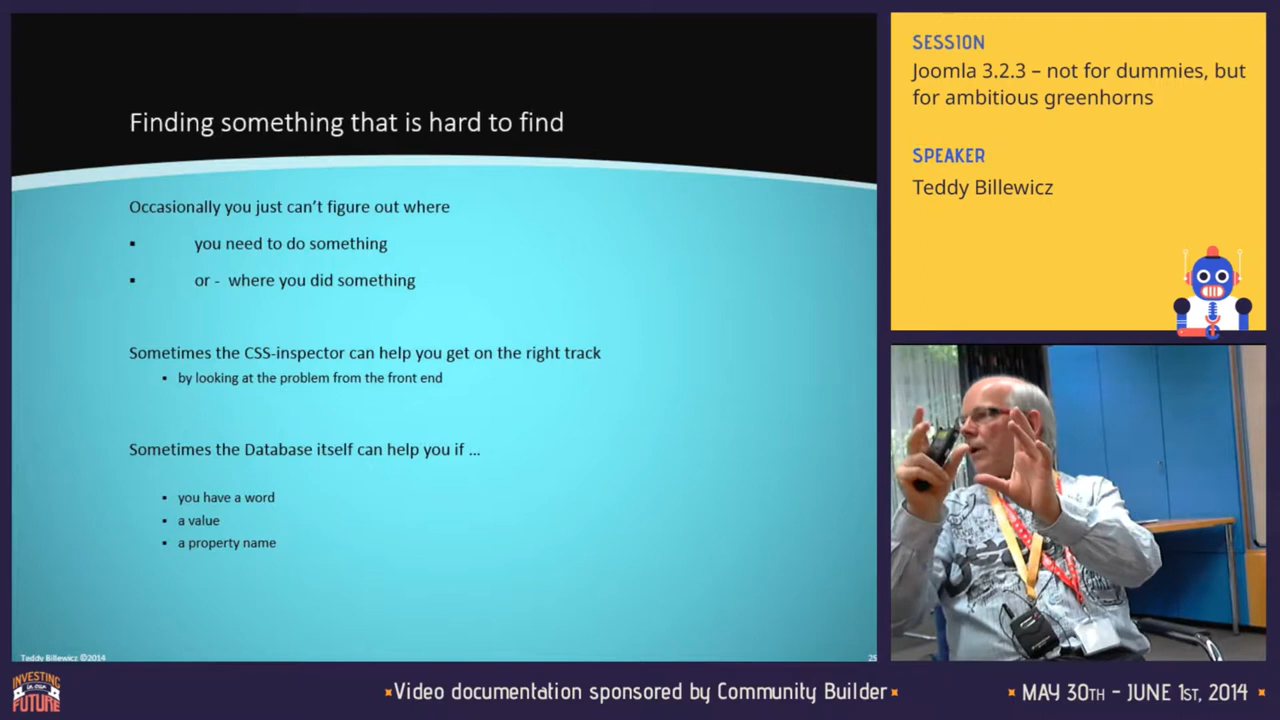 Finding something that is hard to find
Occasionally you just can't figure out where
▪ you need to do something
▪ or - where you did something
Sometimes the CSS-inspector can help you get on the right track
▪ by looking at the problem from the front end
Sometimes the Database itself can help you if ...
▪ you have a word
▪ a value
▪ a property name
Teddy Billewicz ©2014
25
SESSION
Joomla 3.2.3 – not for dummies, but
for ambitious greenhorns
SPEAKER
Teddy Billewicz
INVESTING
IN OUR
FUTURE
Video documentation sponsored by Community Builder
MAY 30TH - JUNE 1ST, 2014